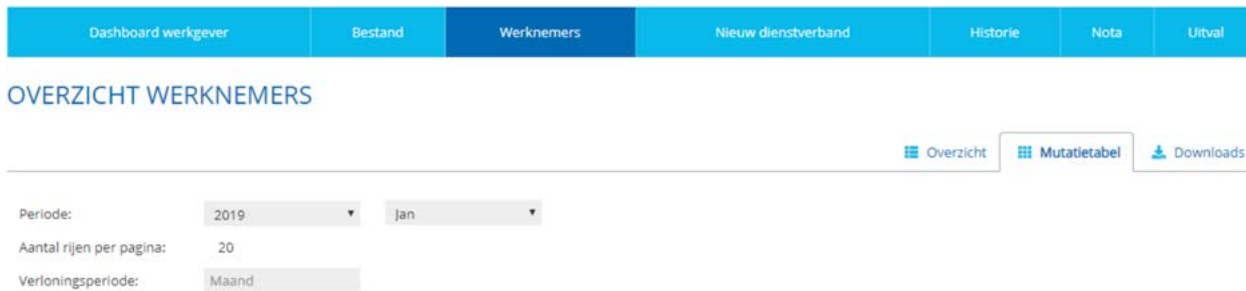 Dashboard werkgever Bestand Werknemers Nieuw dienstverband Historie Nota Uitval
OVERZICHT WERKNEMERS
Overzicht Mutatietabel Downloads
Periode: 2019 Jan
Aantal rijen per pagina: 20
Verloningsperiode: Maand